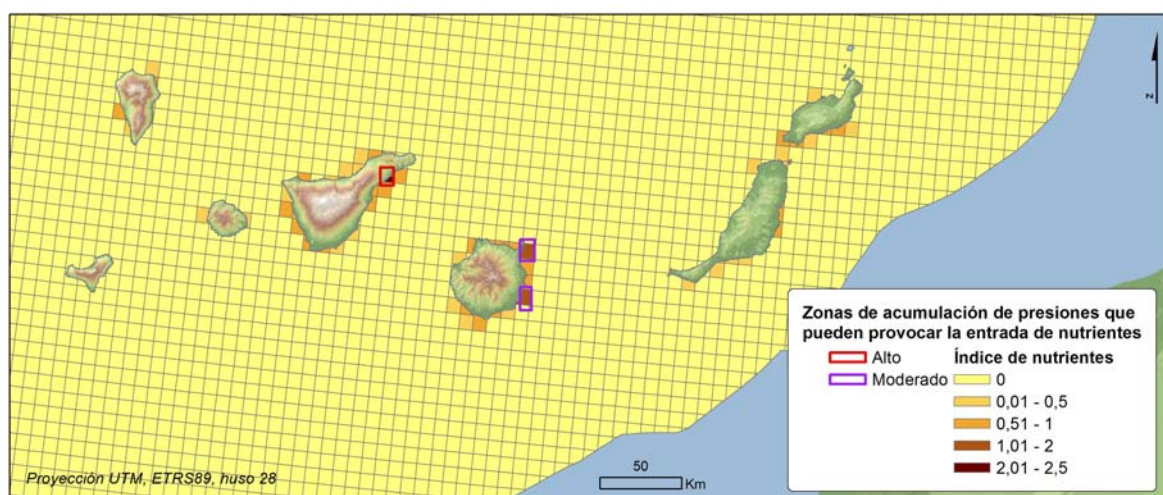 N
Zonas de acumulación de presiones que
pueden provocar la entrada de nutrientes
Alto
Moderado
Índice de nutrientes
0
0,01 - 0,5
0,51 - 1
1,01 - 2
2,01 - 2,5
50
Km
Proyección UTM, ETRS89, huso 28